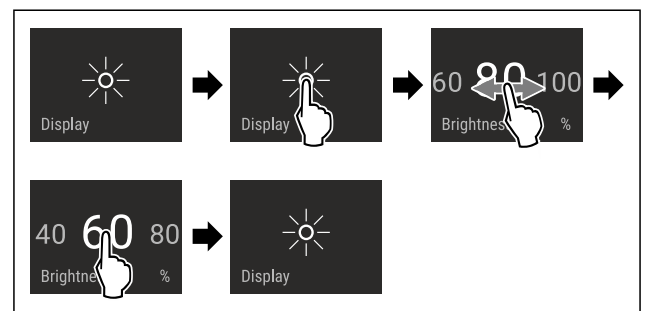 Display
Display
60 80 100
Brightnes %
40 60 80
Brightne %
Display